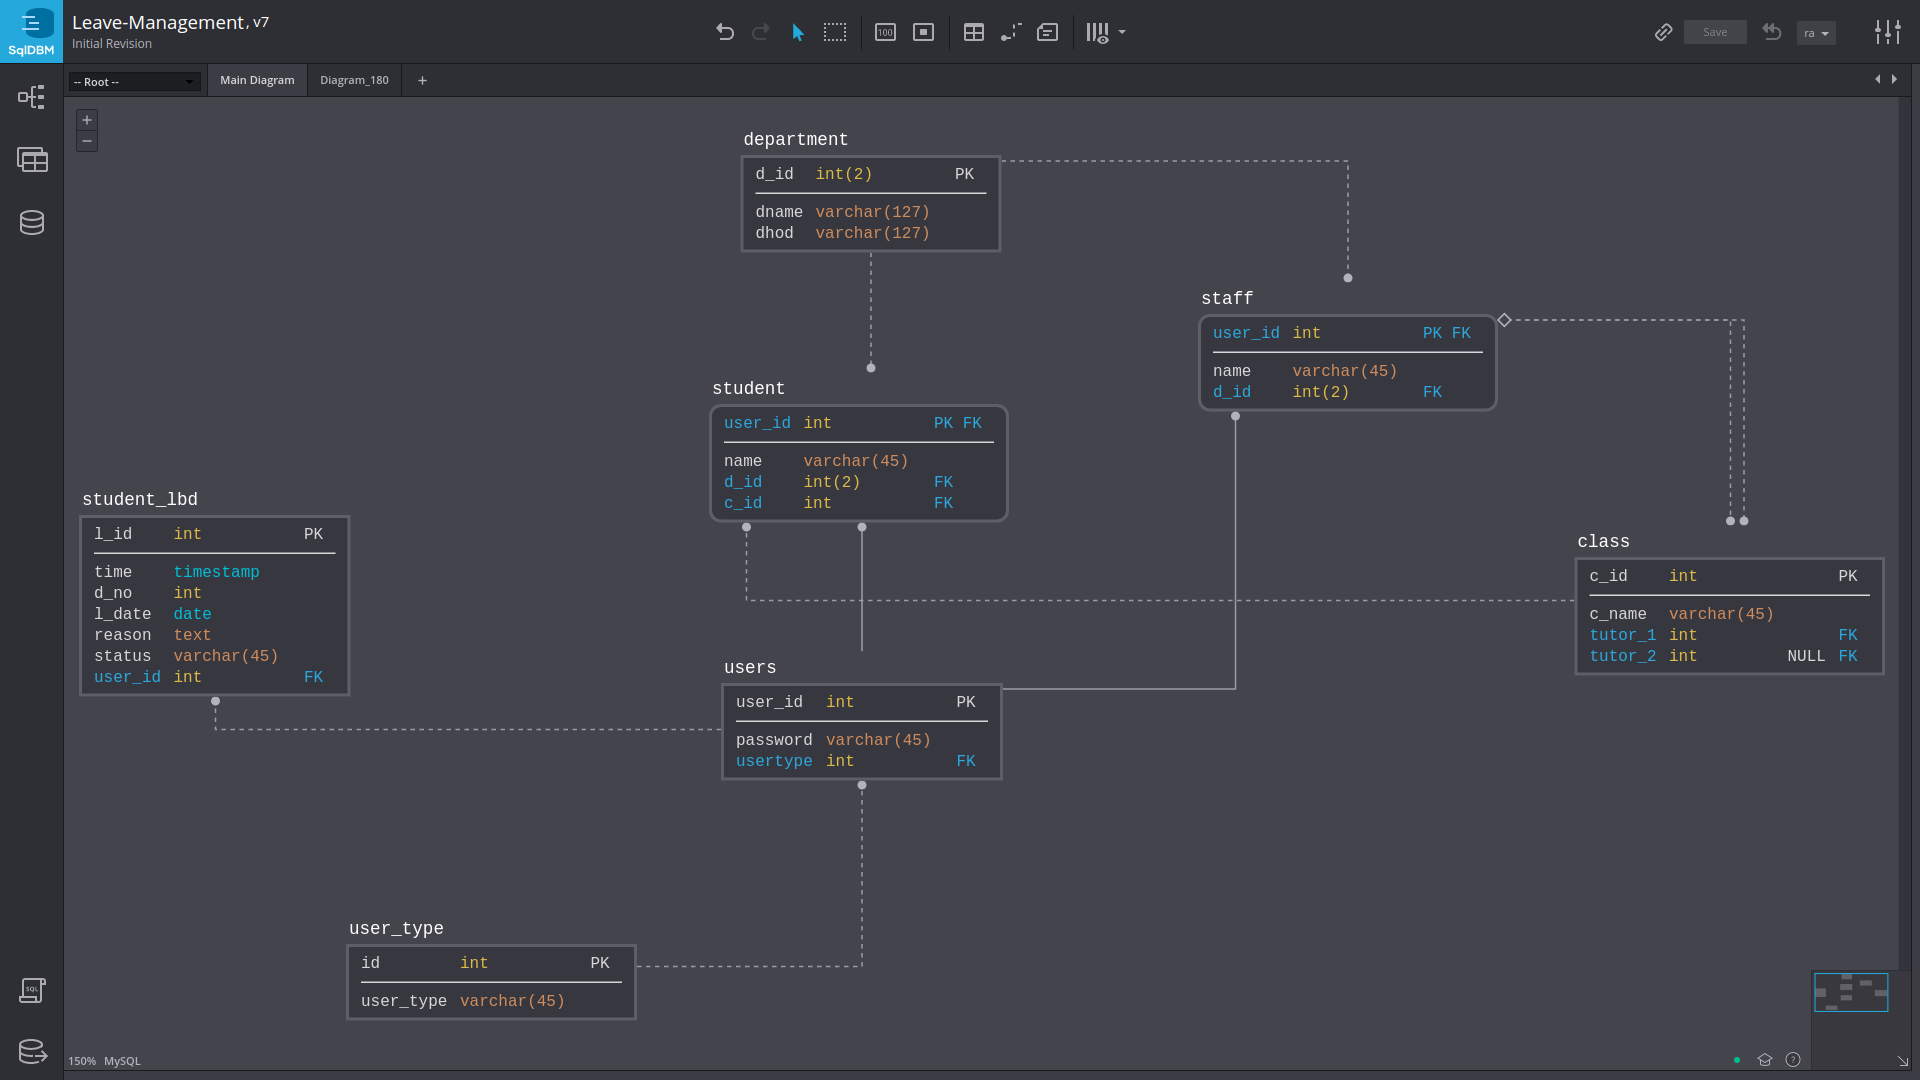 SqlDBM
Leave-Management, v7
Initial Revision
100
Save
ra
-- Root --
Main Diagram
Diagram_180
+
+
−
department
d_id int(2) PK
dname varchar(127)
dhod varchar(127)
staff
user_id int PK FK
name varchar(45)
d_id int(2) FK
student
user_id int PK FK
name varchar(45)
d_id int(2) FK
c_id int FK
student_lbd
l_id int PK
time timestamp
d_no int
l_date date
reason text
status varchar(45)
user_id int FK
class
c_id int PK
c_name varchar(45)
tutor_1 int FK
tutor_2 int NULL FK
users
user_id int PK
password varchar(45)
usertype int FK
user_type
id int PK
user_type varchar(45)
SQL
150% MySQL
?